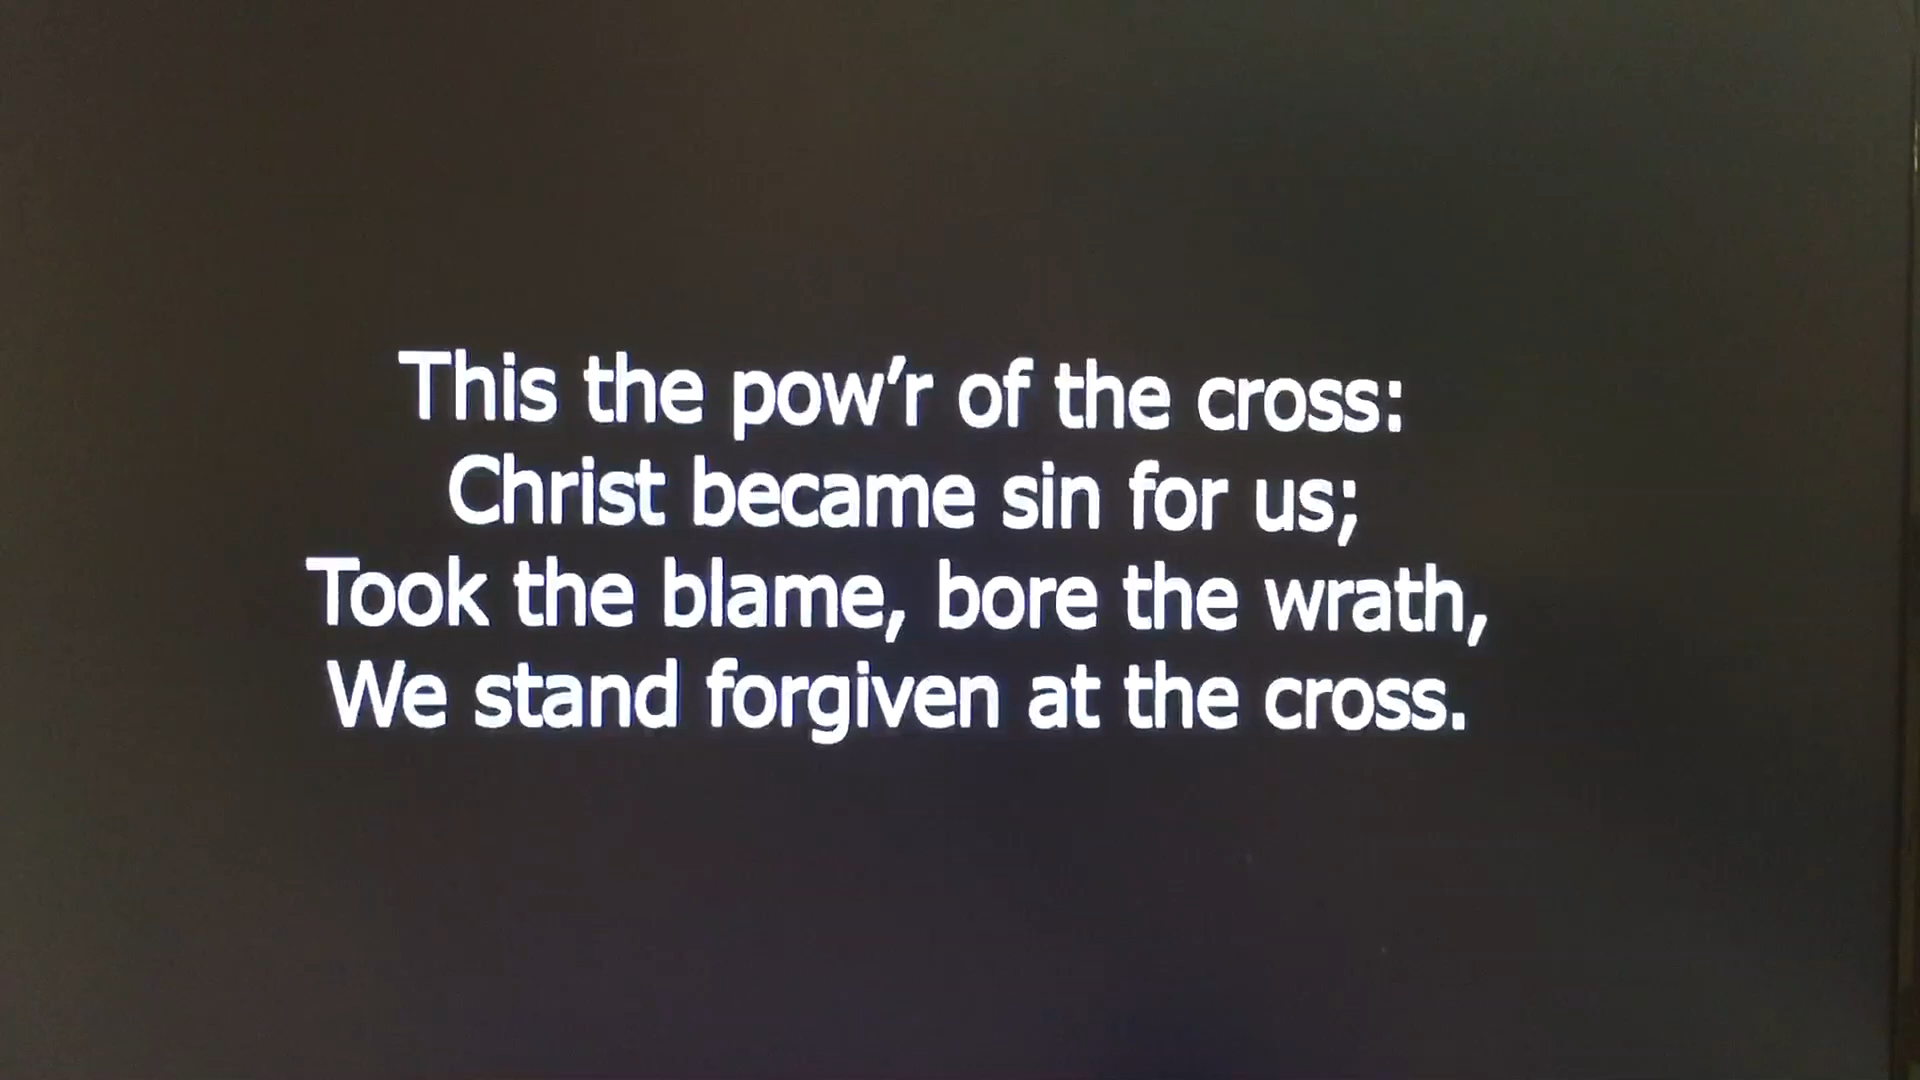 This the pow’r of the cross:
Christ became sin for us;
Took the blame, bore the wrath,
We stand forgiven at the cross.